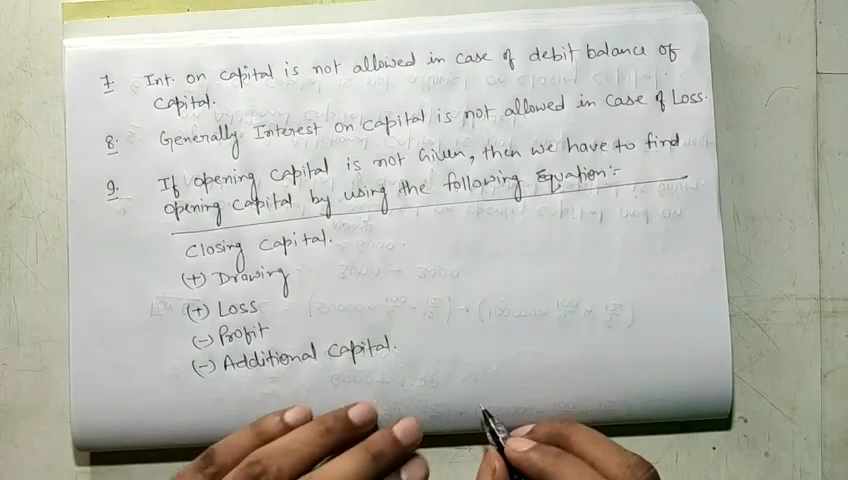 7. Int. on capital is not allowed in case of debit balance of
capital.
8. Generally Interest on capital is not allowed in case of Loss.
9. If opening capital is not Given, then we have to find
opening capital by using the following Equation:-
Closing Capital.
(+) Drawing
(+) Loss
(-) Profit
(-) Additional capital.